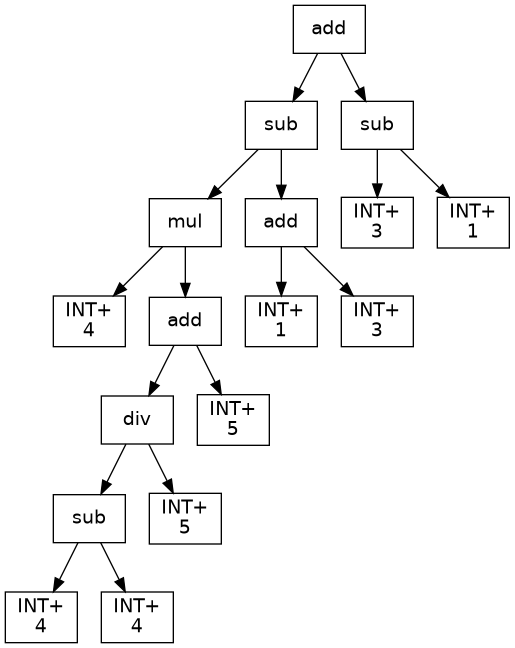 add
sub
sub
mul
add
INT+
3
INT+
1
INT+
4
add
INT+
1
INT+
3
div
INT+
5
sub
INT+
5
INT+
4
INT+
4